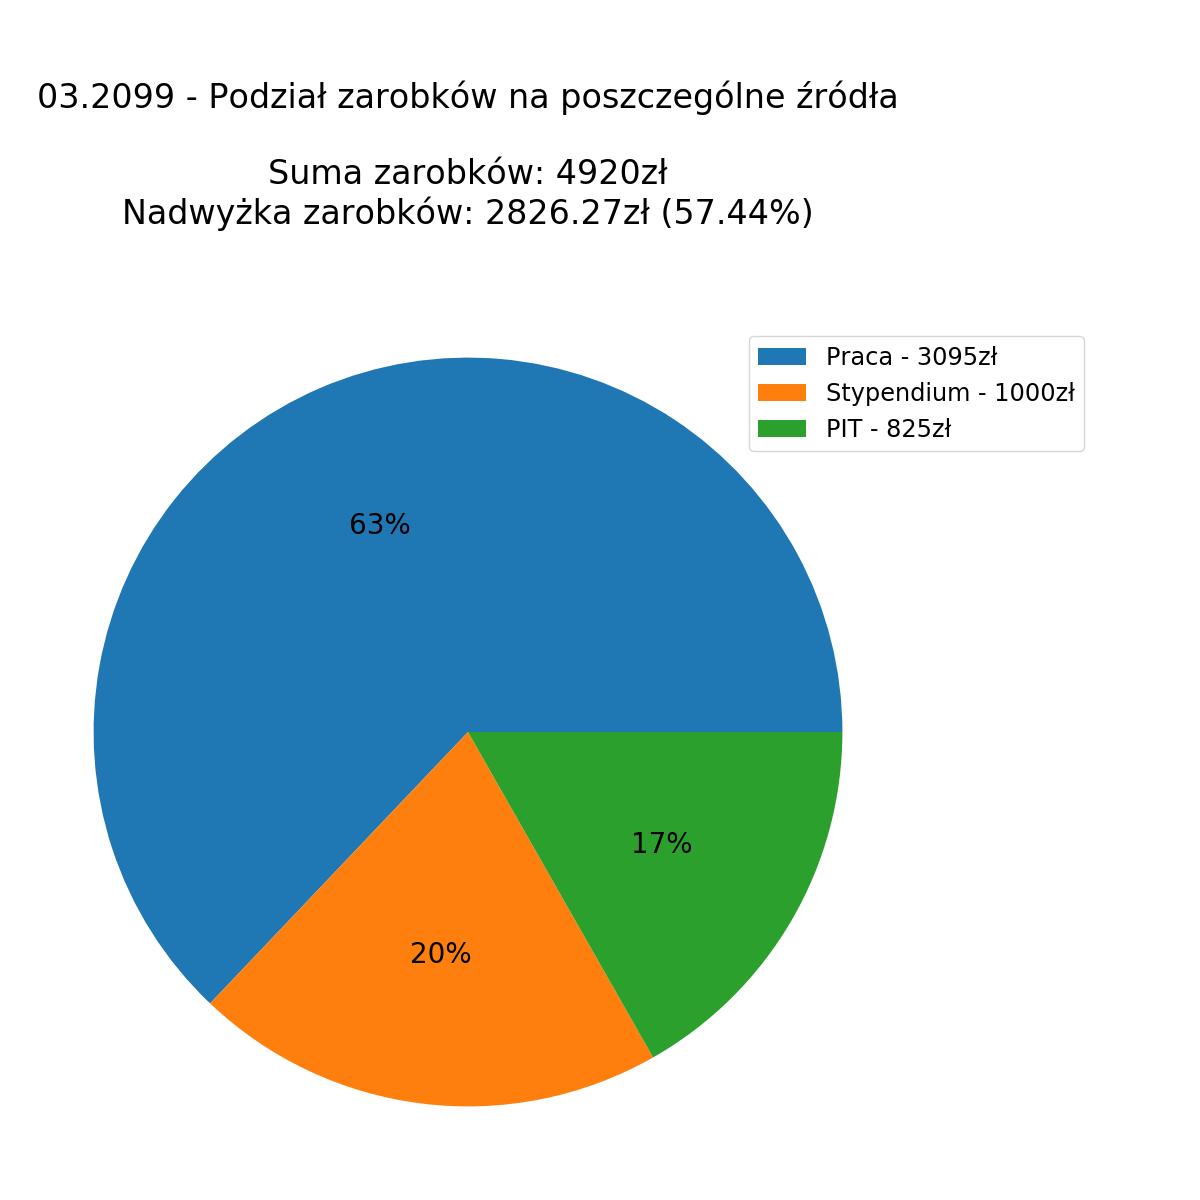 03.2099 - Podział zarobków na poszczególne źródła
Suma zarobków: 4920zł
Nadwyżka zarobków: 2826.27zł (57.44%)
Praca - 3095zł
Stypendium - 1000zł
PIT - 825zł
63%
17%
20%